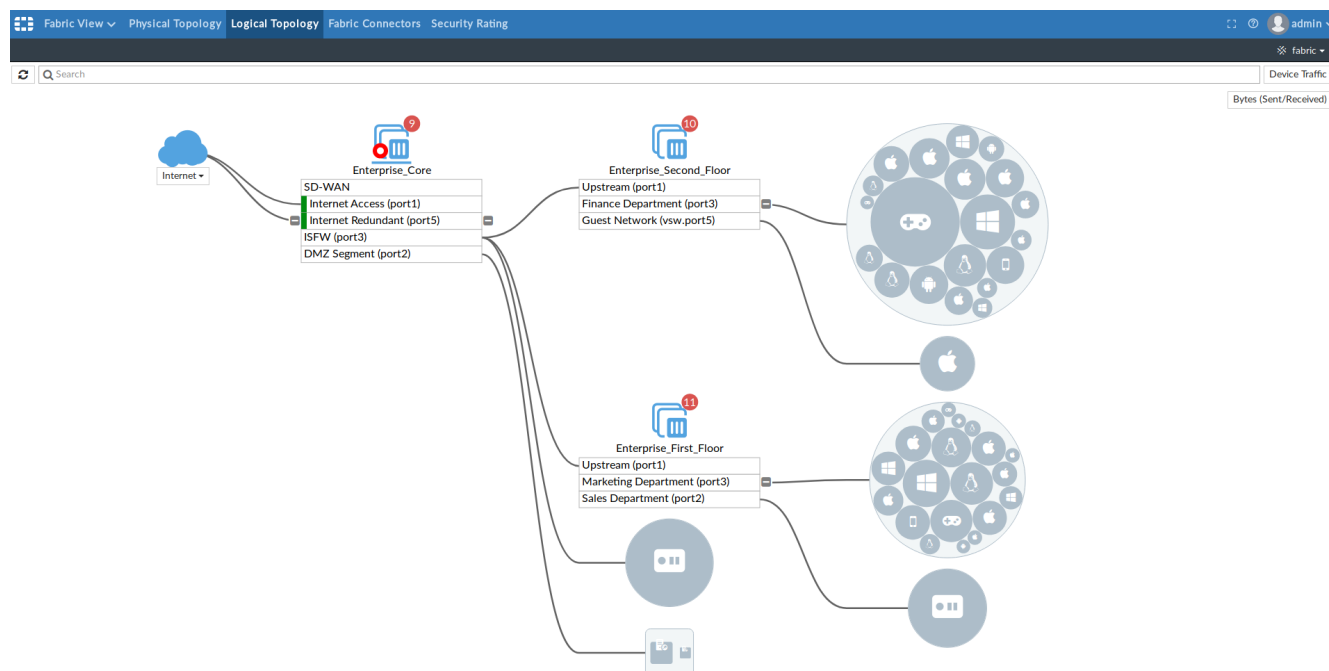 Fabric View Physical Topology Logical Topology Fabric Connectors Security Rating admin
fabric
Search Device Traffic
Bytes (Sent/Received)
Internet
9
Enterprise_Core
SD-WAN
Internet Access (port1)
Internet Redundant (port5)
ISFW (port3)
DMZ Segment (port2)
10
Enterprise_Second_Floor
Upstream (port1)
Finance Department (port3)
Guest Network (vsw.port5)
11
Enterprise_First_Floor
Upstream (port1)
Marketing Department (port3)
Sales Department (port2)